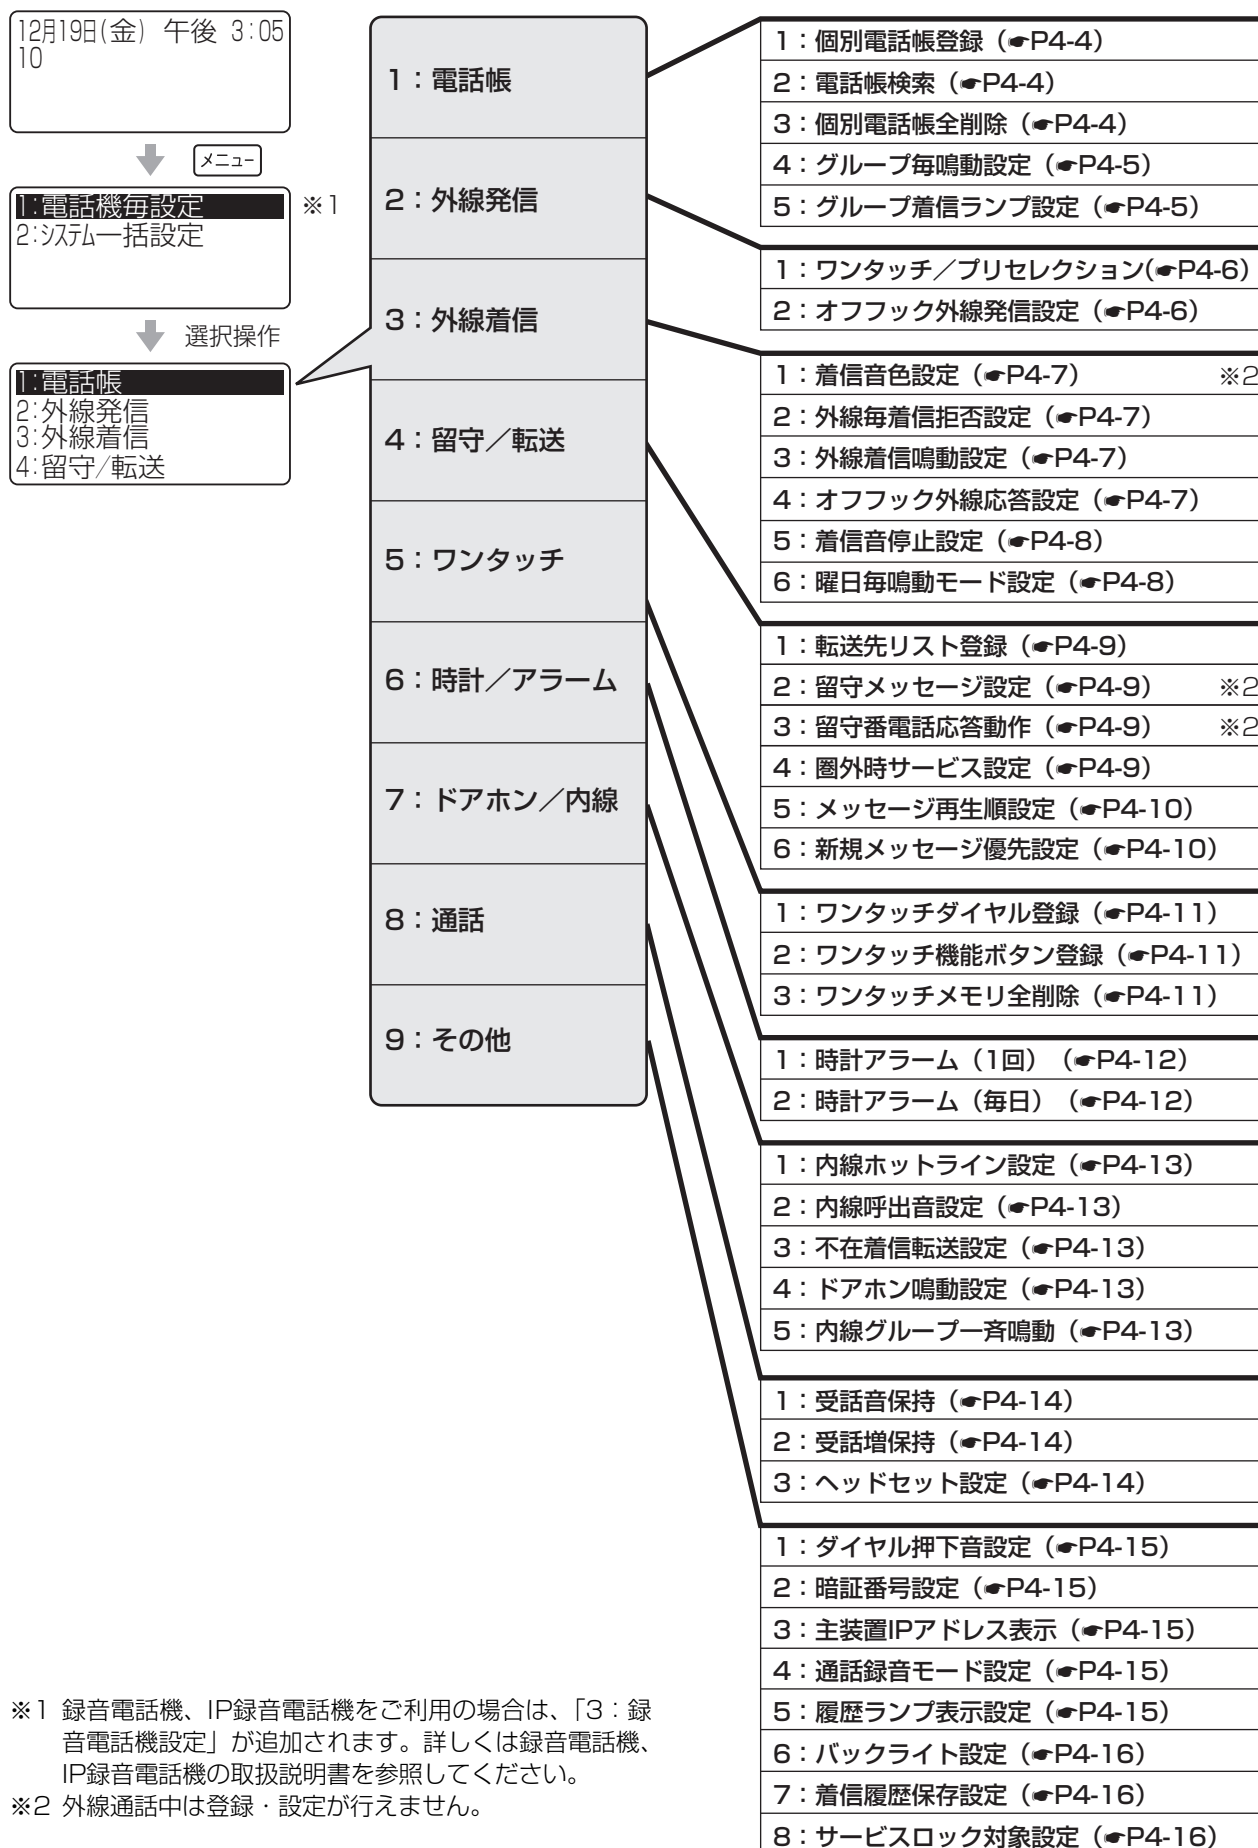 12月19日(金) 午後 3:05
10
メニュー
1:電話機毎設定
※1
2:システム一括設定
選択操作
1:電話帳
2:外線発信
3:外線着信
4:留守/転送
1：電話帳
2：外線発信
3：外線着信
4：留守／転送
5：ワンタッチ
6：時計／アラーム
7：ドアホン／内線
8：通話
9：その他
1：個別電話帳登録（☛P4-4）
2：電話帳検索（☛P4-4）
3：個別電話帳全削除（☛P4-4）
4：グループ毎鳴動設定（☛P4-5）
5：グループ着信ランプ設定（☛P4-5）
1：ワンタッチ／プリセレクション(☛P4-6)
2：オフフック外線発信設定（☛P4-6）
1：着信音色設定（☛P4-7） ※2
2：外線毎着信拒否設定（☛P4-7）
3：外線着信鳴動設定（☛P4-7）
4：オフフック外線応答設定（☛P4-7）
5：着信音停止設定（☛P4-8）
6：曜日毎鳴動モード設定（☛P4-8）
1：転送先リスト登録（☛P4-9）
2：留守メッセージ設定（☛P4-9） ※2
3：留守番電話応答動作（☛P4-9） ※2
4：圏外時サービス設定（☛P4-9）
5：メッセージ再生順設定（☛P4-10）
6：新規メッセージ優先設定（☛P4-10）
1：ワンタッチダイヤル登録（☛P4-11）
2：ワンタッチ機能ボタン登録（☛P4-11）
3：ワンタッチメモリ全削除（☛P4-11）
1：時計アラーム（1回）（☛P4-12）
2：時計アラーム（毎日）（☛P4-12）
1：内線ホットライン設定（☛P4-13）
2：内線呼出音設定（☛P4-13）
3：不在着信転送設定（☛P4-13）
4：ドアホン鳴動設定（☛P4-13）
5：内線グループ一斉鳴動（☛P4-13）
1：受話音保持（☛P4-14）
2：受話増保持（☛P4-14）
3：ヘッドセット設定（☛P4-14）
1：ダイヤル押下音設定（☛P4-15）
2：暗証番号設定（☛P4-15）
3：主装置IPアドレス表示（☛P4-15）
4：通話録音モード設定（☛P4-15）
5：履歴ランプ表示設定（☛P4-15）
6：バックライト設定（☛P4-16）
7：着信履歴保存設定（☛P4-16）
8：サービスロック対象設定（☛P4-16）
※1 録音電話機、IP録音電話機をご利用の場合は、「3：録
音電話機設定」が追加されます。詳しくは録音電話機、
IP録音電話機の取扱説明書を参照してください。
※2 外線通話中は登録・設定が行えません。